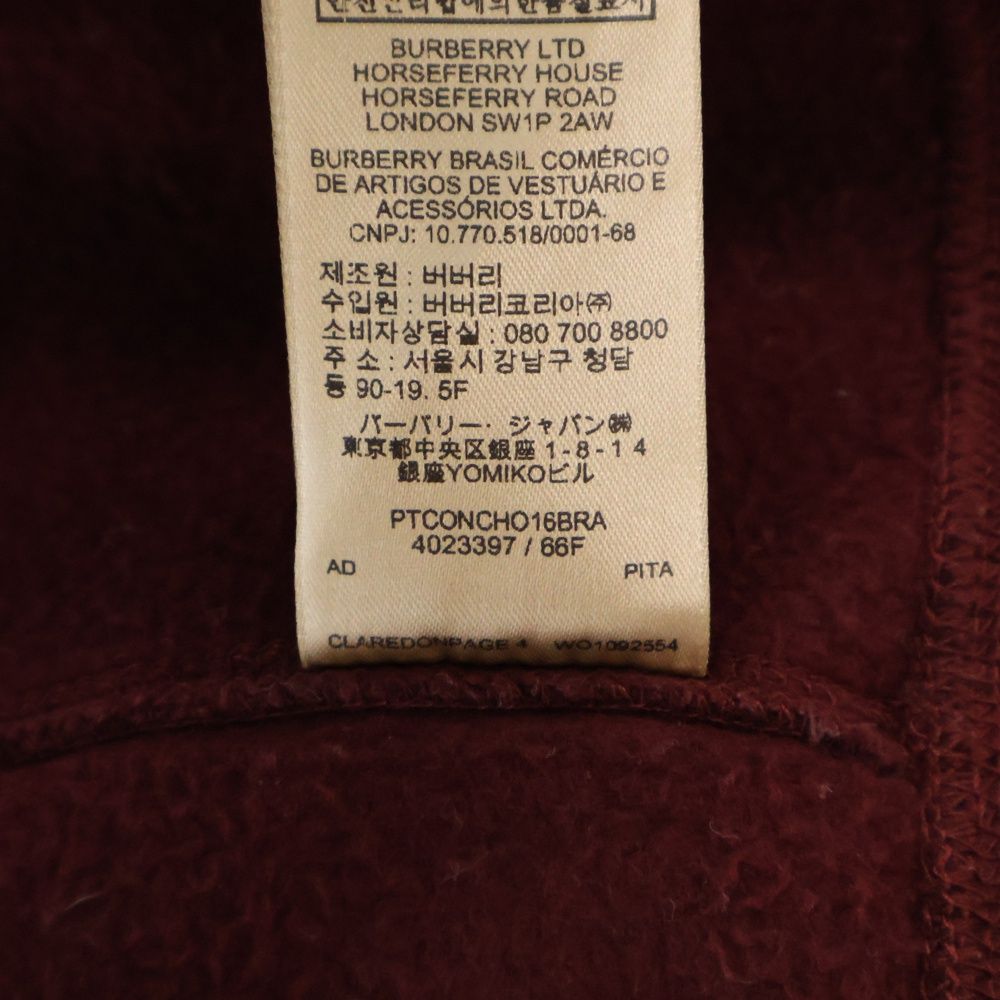 BURBERRY LTD
HORSEFERRY HOUSE
HORSEFERRY ROAD
LONDON SW1P 2AW
BURBERRY BRASIL COMÉRCIO
DE ARTIGOS DE VESTUÁRIO E
ACESSÓRIOS LTDA.
CNPJ: 10.770.518/0001-68
제조원 : 버버리
수입원 : 버버리코리아㈜
소비자상담실 : 080 700 8800
주 소 : 서울시 강남구 청담
동 90-19. 5F
バーバリー・ジャパン㈱
東京都中央区銀座 1-8-14
銀座YOMIKOビル
PTCONCHO16BRA
4023397 / 66F
AD PITA
CLAREDONPAGE 4 WO1092554